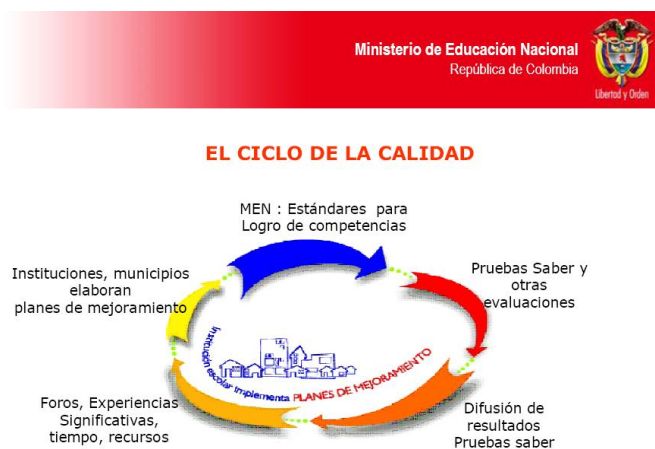 Ministerio de Educación Nacional
República de Colombia
Libertad y Orden
EL CICLO DE LA CALIDAD
MEN : Estándares para
Logro de competencias
Pruebas Saber y
otras
evaluaciones
Difusión de
resultados
Pruebas saber
Foros, Experiencias
Significativas,
tiempo, recursos
Instituciones, municipios
elaboran
planes de mejoramiento
Institución escolar implementa PLANES DE MEJORAMIENTO